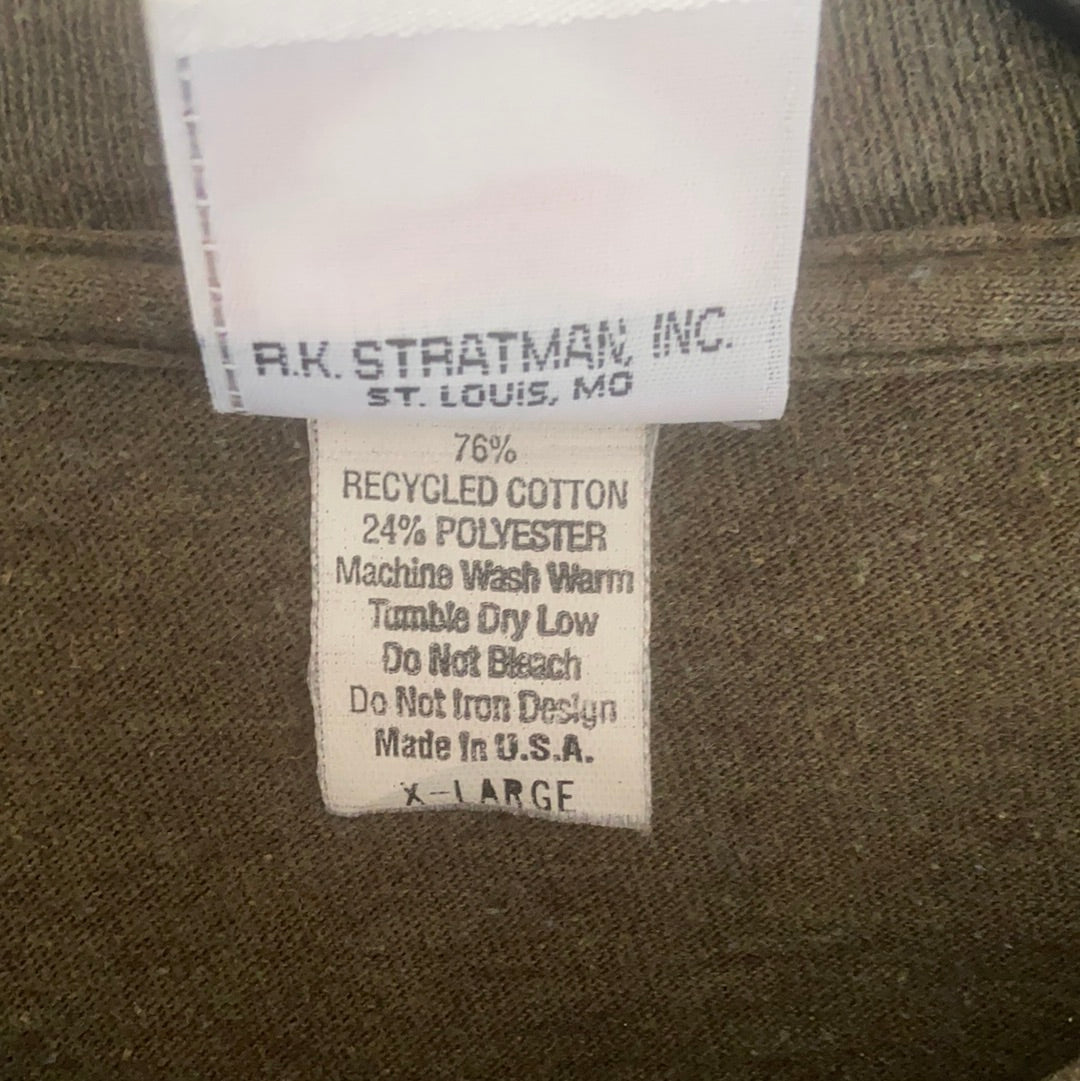 R.K. STRATMAN, INC.
ST. LOUIS, MO
76%
RECYCLED COTTON
24% POLYESTER
Machine Wash Warm
Tumble Dry Low
Do Not Bleach
Do Not Iron Design
Made In U.S.A.
X-LARGE